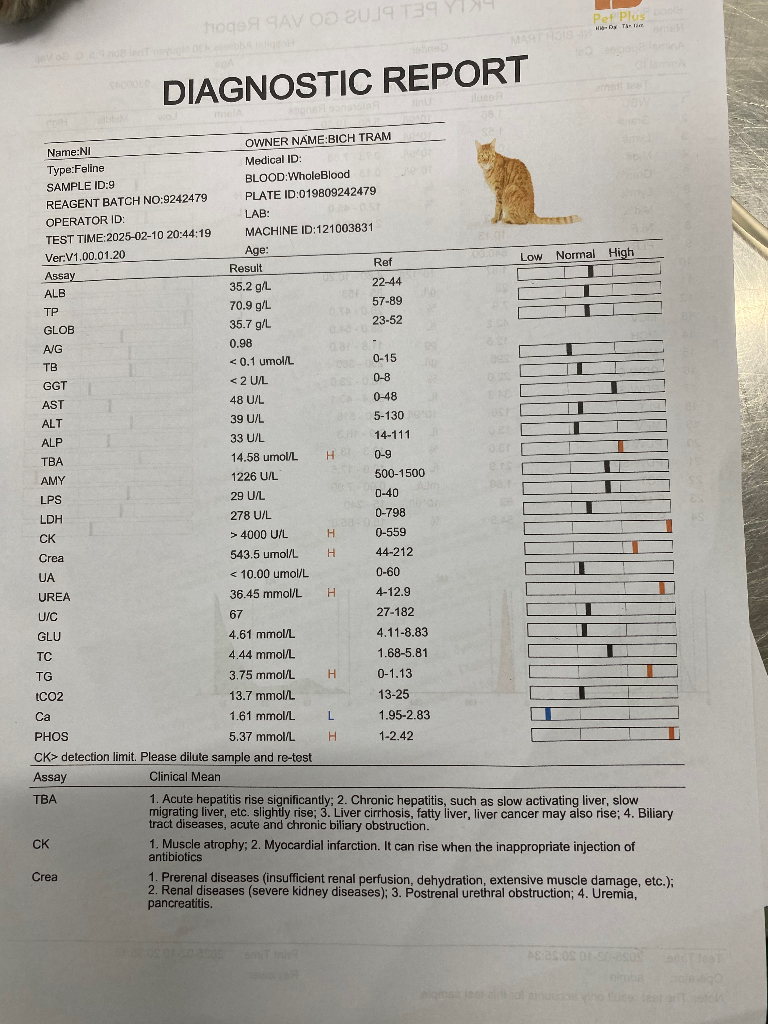 Pet Plus
Hiện Đại Tận Tâm
DIAGNOSTIC REPORT
Name:NI OWNER NAME:BICH TRAM
Type:Feline Medical ID:
SAMPLE ID:9 BLOOD:WholeBlood
REAGENT BATCH NO:9242479 PLATE ID:019809242479
OPERATOR ID: LAB:
TEST TIME:2025-02-10 20:44:19 MACHINE ID:121003831
Ver:V1.00.01.20 Age:
Assay Result Ref Low Normal High
ALB 35.2 g/L 22-44
TP 70.9 g/L 57-89
GLOB 35.7 g/L 23-52
A/G 0.98 -
TB < 0.1 umol/L 0-15
GGT < 2 U/L 0-8
AST 48 U/L 0-48
ALT 39 U/L 5-130
ALP 33 U/L 14-111
TBA 14.58 umol/L H 0-9
AMY 1226 U/L 500-1500
LPS 29 U/L 0-40
LDH 278 U/L 0-798
CK > 4000 U/L H 0-559
Crea 543.5 umol/L H 44-212
UA < 10.00 umol/L 0-60
UREA 36.45 mmol/L H 4-12.9
U/C 67 27-182
GLU 4.61 mmol/L 4.11-8.83
TC 4.44 mmol/L 1.68-5.81
TG 3.75 mmol/L H 0-1.13
tCO2 13.7 mmol/L 13-25
Ca 1.61 mmol/L L 1.95-2.83
PHOS 5.37 mmol/L H 1-2.42
CK> detection limit. Please dilute sample and re-test
Assay Clinical Mean
TBA 1. Acute hepatitis rise significantly; 2. Chronic hepatitis, such as slow activating liver, slow
migrating liver, etc. slightly rise; 3. Liver cirrhosis, fatty liver, liver cancer may also rise; 4. Biliary
tract diseases, acute and chronic biliary obstruction.
CK 1. Muscle atrophy; 2. Myocardial infarction. It can rise when the inappropriate injection of
antibiotics
Crea 1. Prerenal diseases (insufficient renal perfusion, dehydration, extensive muscle damage, etc.);
2. Renal diseases (severe kidney diseases); 3. Postrenal urethral obstruction; 4. Uremia,
pancreatitis.